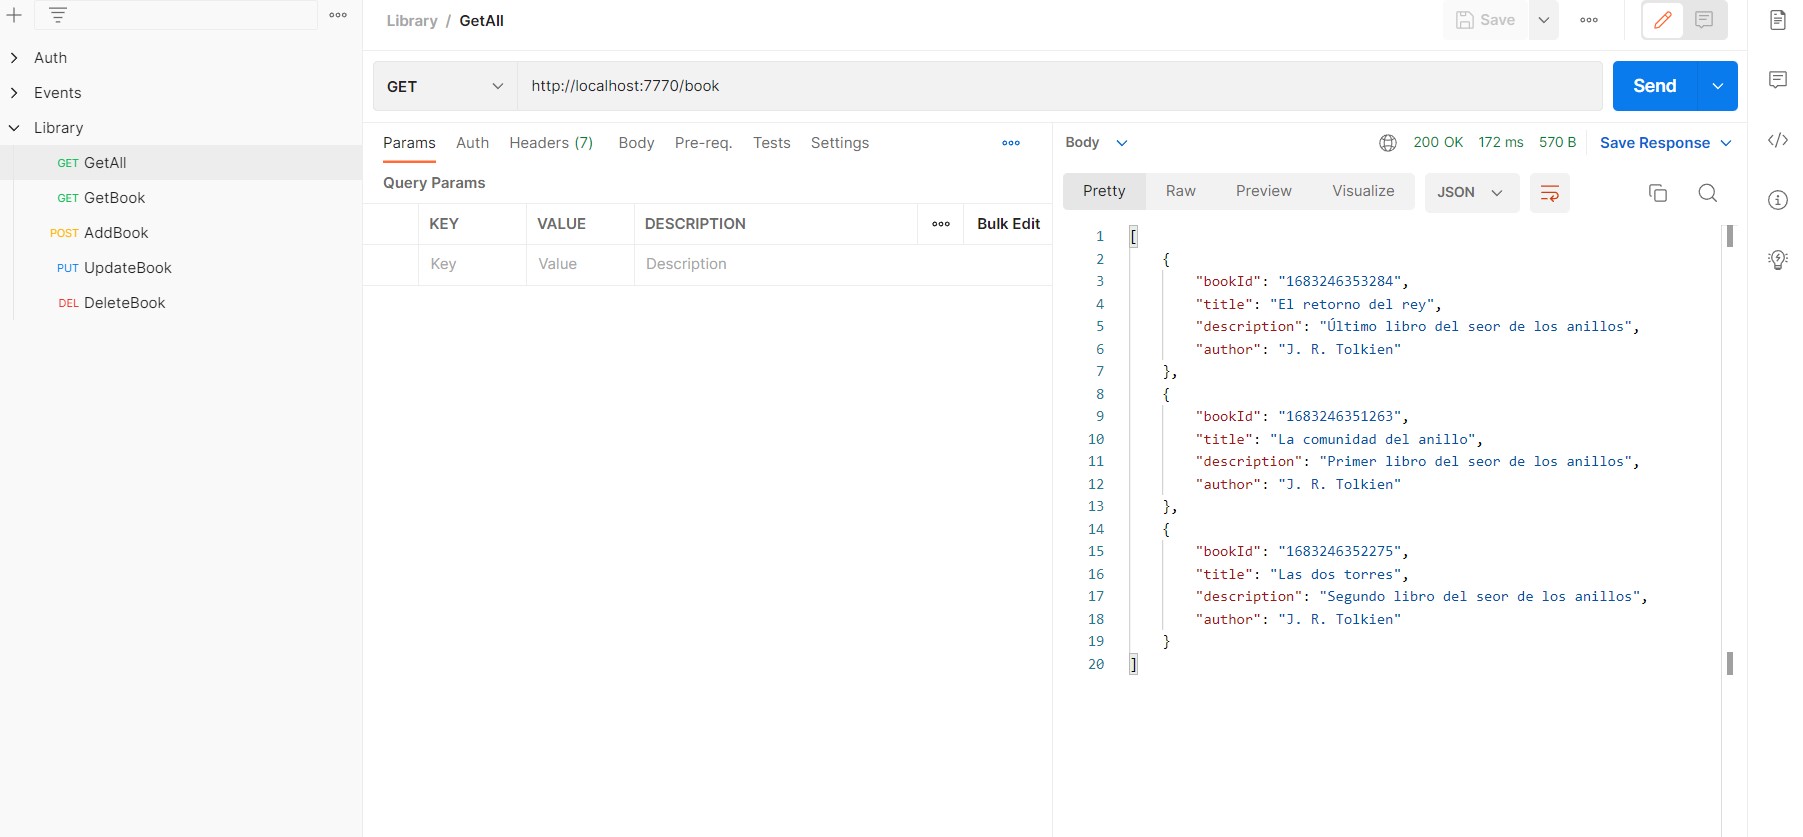 Library / GetAll
Save
Auth
Events
Library
GET GetAll
GET GetBook
POST AddBook
PUT UpdateBook
DEL DeleteBook
GET
http://localhost:7770/book
Send
Params Auth Headers (7) Body Pre-req. Tests Settings
Query Params
KEY VALUE DESCRIPTION Bulk Edit
Key Value Description
Body 200 OK 172 ms 570 B Save Response
Pretty Raw Preview Visualize JSON
1 [
2 {
3 "bookId": "1683246353284",
4 "title": "El retorno del rey",
5 "description": "Último libro del seor de los anillos",
6 "author": "J. R. Tolkien"
7 },
8 {
9 "bookId": "1683246351263",
10 "title": "La comunidad del anillo",
11 "description": "Primer libro del seor de los anillos",
12 "author": "J. R. Tolkien"
13 },
14 {
15 "bookId": "1683246352275",
16 "title": "Las dos torres",
17 "description": "Segundo libro del seor de los anillos",
18 "author": "J. R. Tolkien"
19 }
20 ]